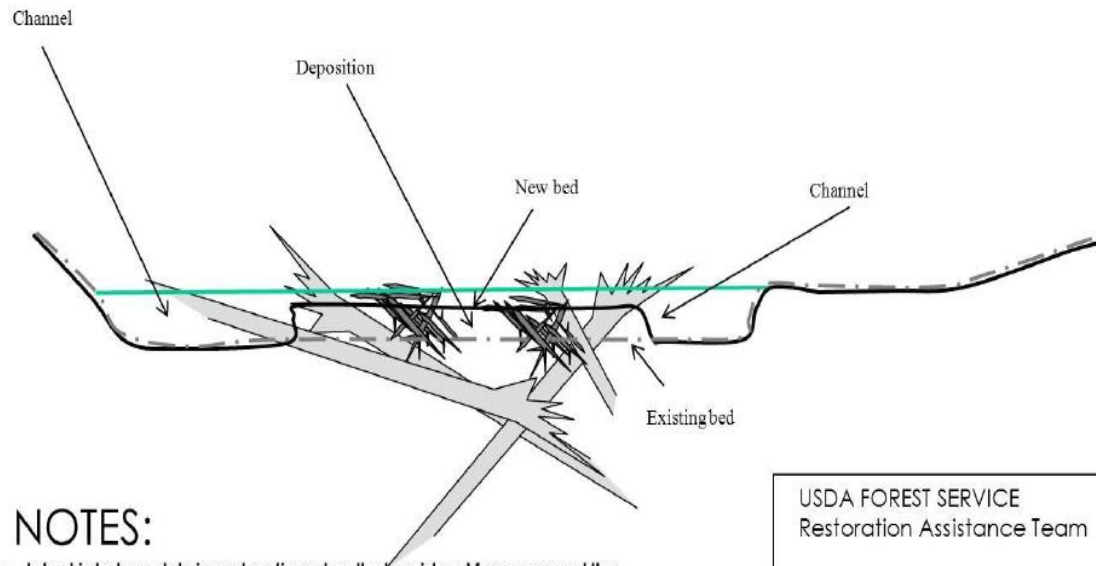 Channel
Deposition
New bed
Channel
Existing bed
NOTES:
USDA FOREST SERVICE
Restoration Assistance Team